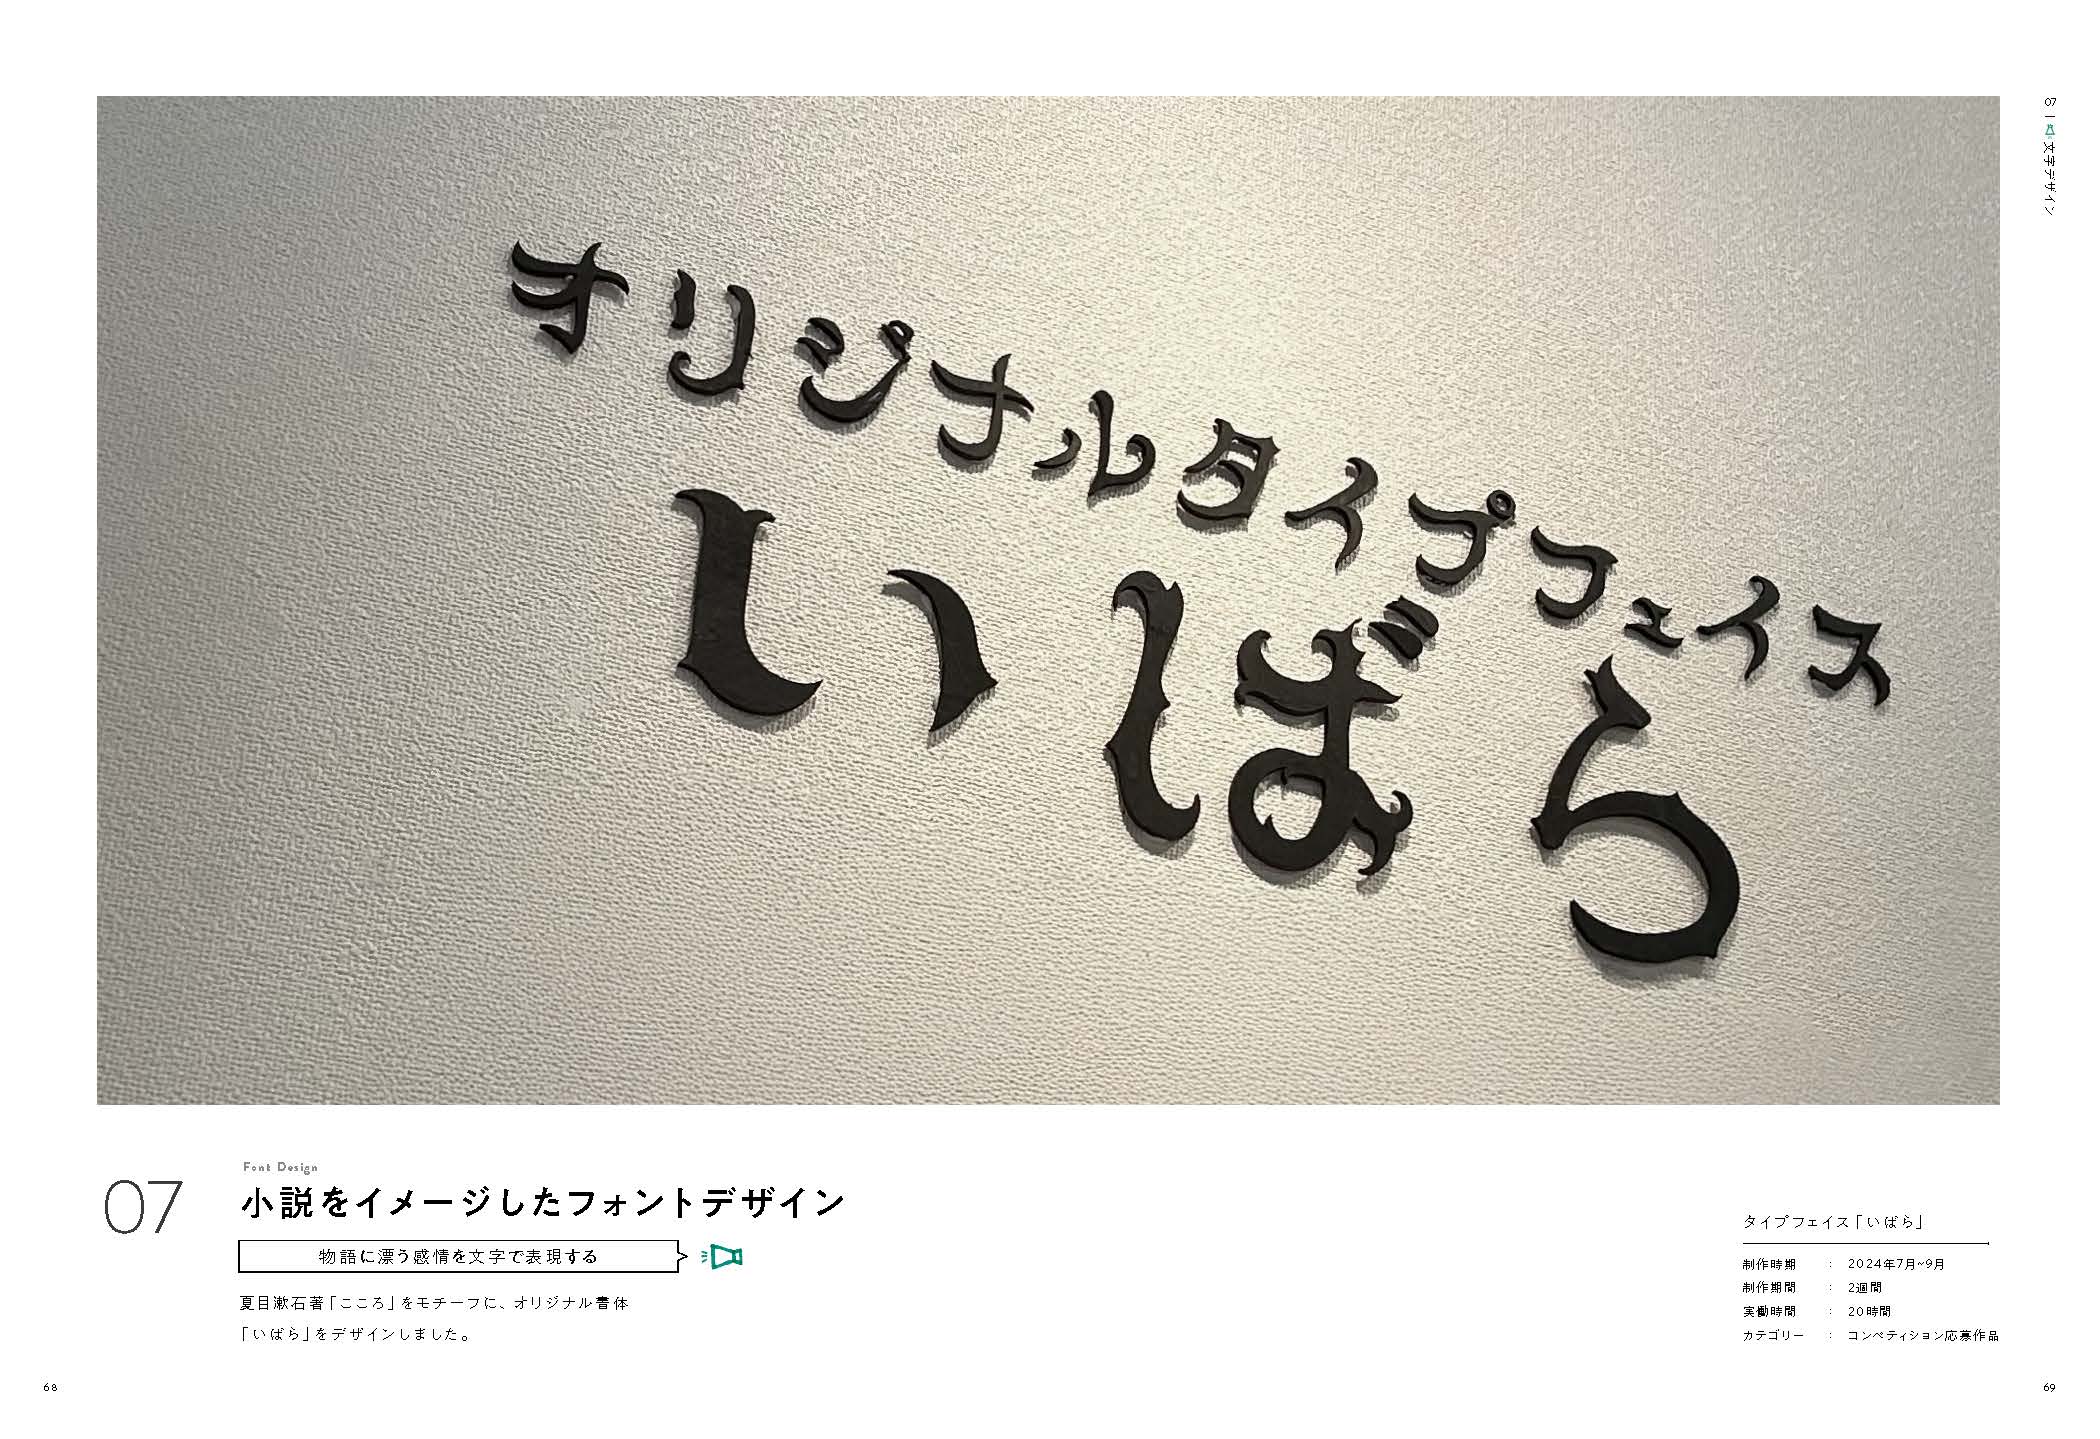 07 | 文字デザイン
オリジナルタイプフェイス
いばら
07
Font Design
小説をイメージしたフォントデザイン
物語に漂う感情を文字で表現する
夏目漱石著「こころ」をモチーフに、オリジナル書体
「いばら」をデザインしました。
タイプフェイス「いばら」
制作時期 : 2024年7月~9月
制作期間 : 2週間
実働時間 : 20時間
カテゴリー : コンペティション応募作品
68
69